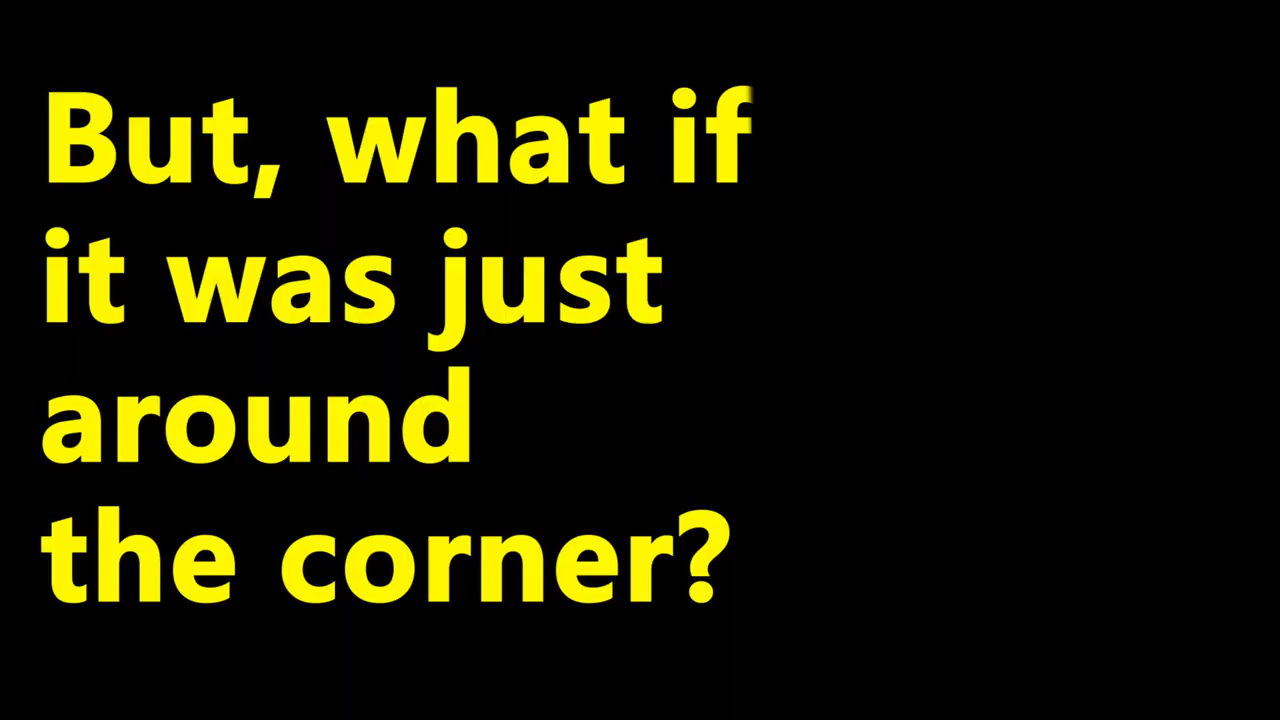 But, what if
it was just
around
the corner?